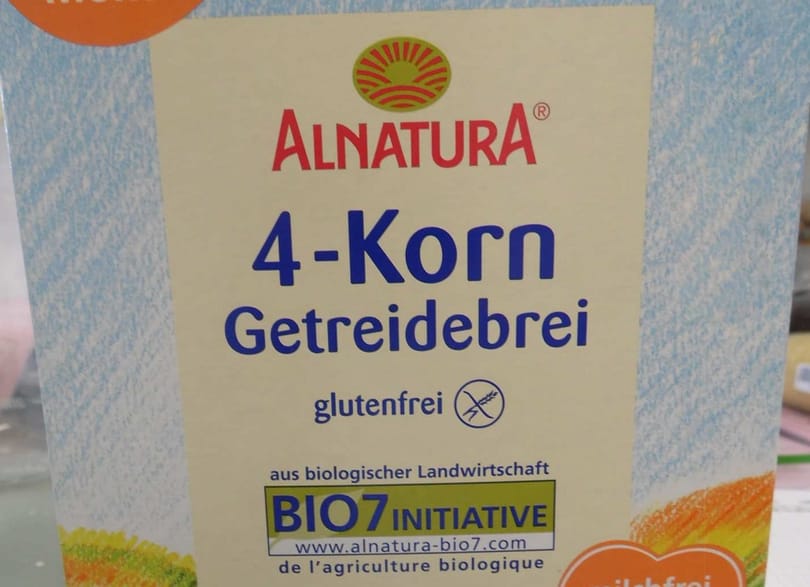 ALNATURA®
4-Korn
Getreidebrei
glutenfrei
aus biologischer Landwirtschaft
BIO7 INITIATIVE
www.alnatura-bio7.com
de l'agriculture biologique